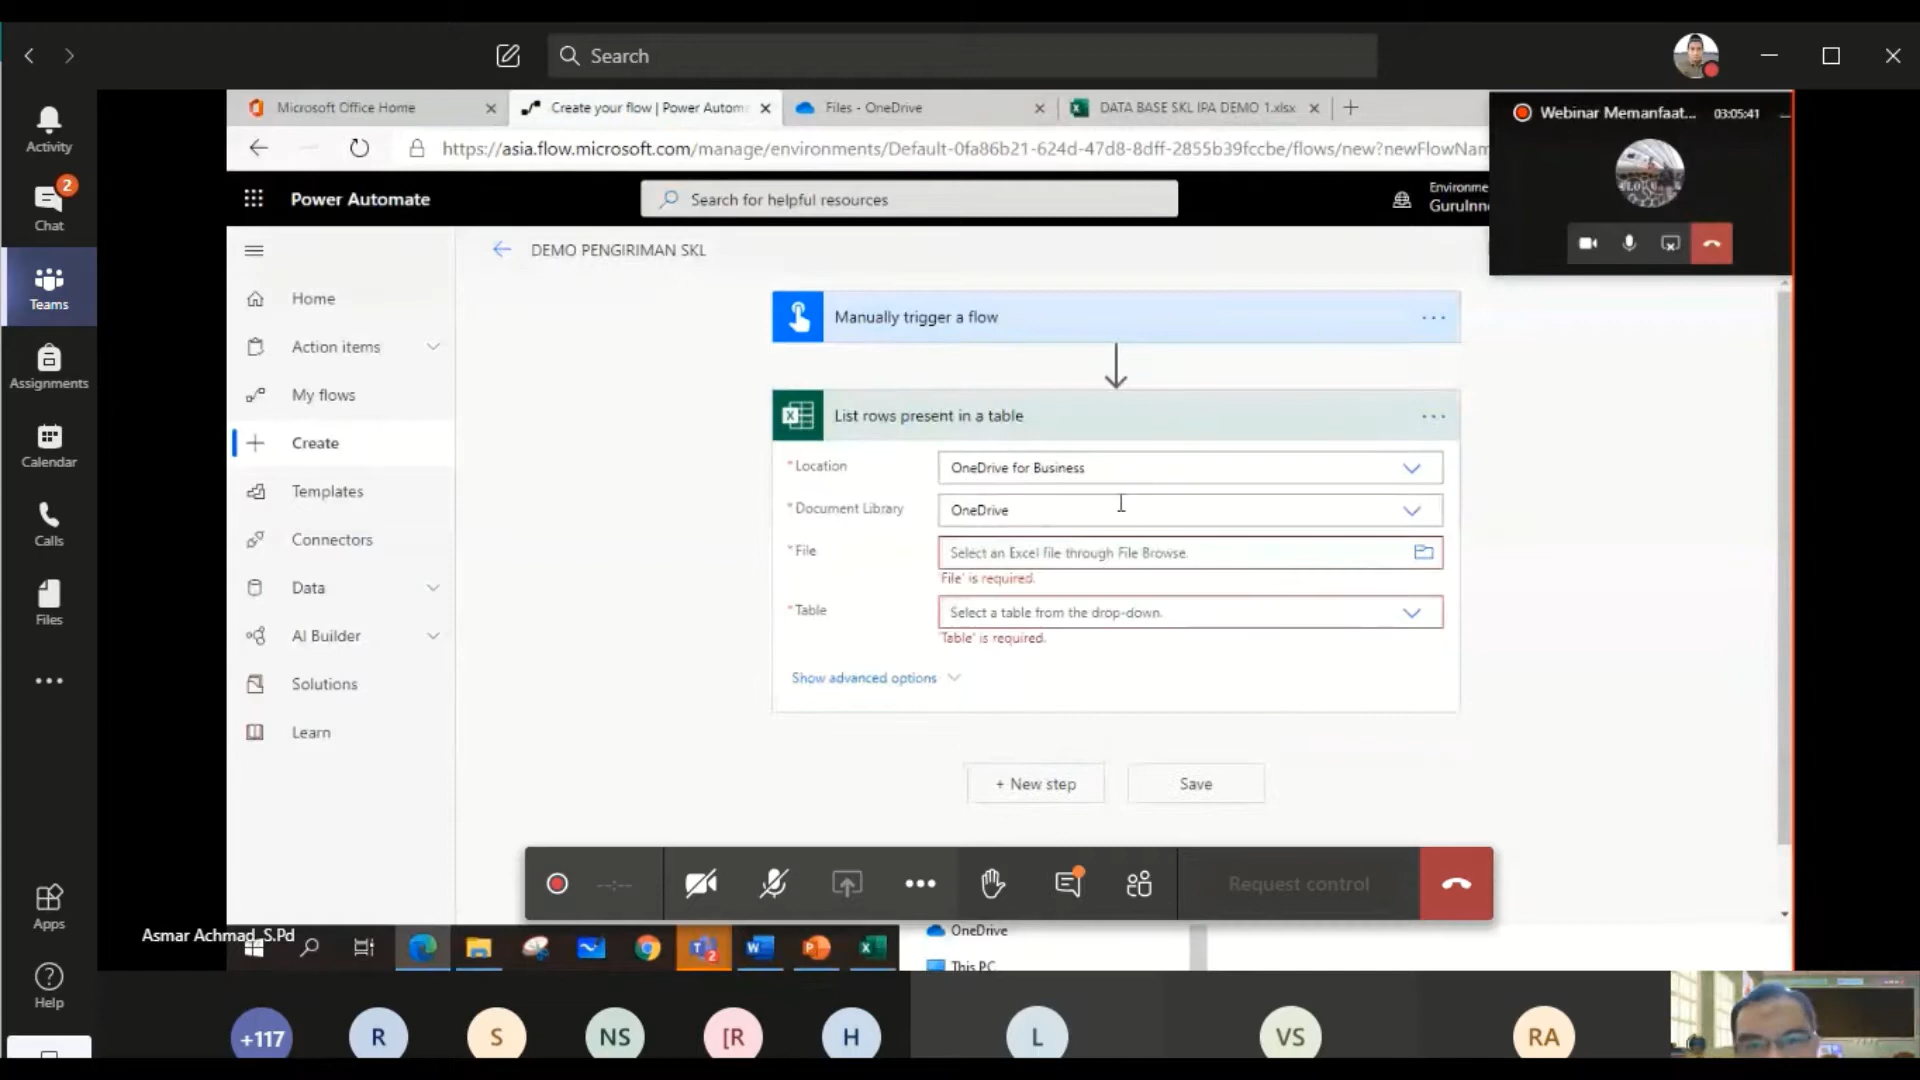 Search
Activity
2
Chat
Teams
Assignments
Calendar
Calls
Files
Apps
Help
Microsoft Office Home
Create your flow | Power Autom
Files - OneDrive
DATA BASE SKL IPA DEMO 1.xlsx
https://asia.flow.microsoft.com/manage/environments/Default-0fa86b21-624d-47d8-8dff-2855b39fccbe/flows/new?newFlowNam
Webinar Memanfaat...
03:05:41
Power Automate
Search for helpful resources
Environme
GuruInn
DEMO PENGIRIMAN SKL
Home
Action items
My flows
Create
Templates
Connectors
Data
AI Builder
Solutions
Learn
Manually trigger a flow
List rows present in a table
* Location
OneDrive for Business
* Document Library
OneDrive
* File
Select an Excel file through File Browse.
'File' is required.
* Table
Select a table from the drop-down.
'Table' is required.
Show advanced options
+ New step
Save
--:--
Request control
Asmar Achmad, S.Pd
2
OneDrive
This PC
+117
R
S
NS
[R
H
L
VS
RA